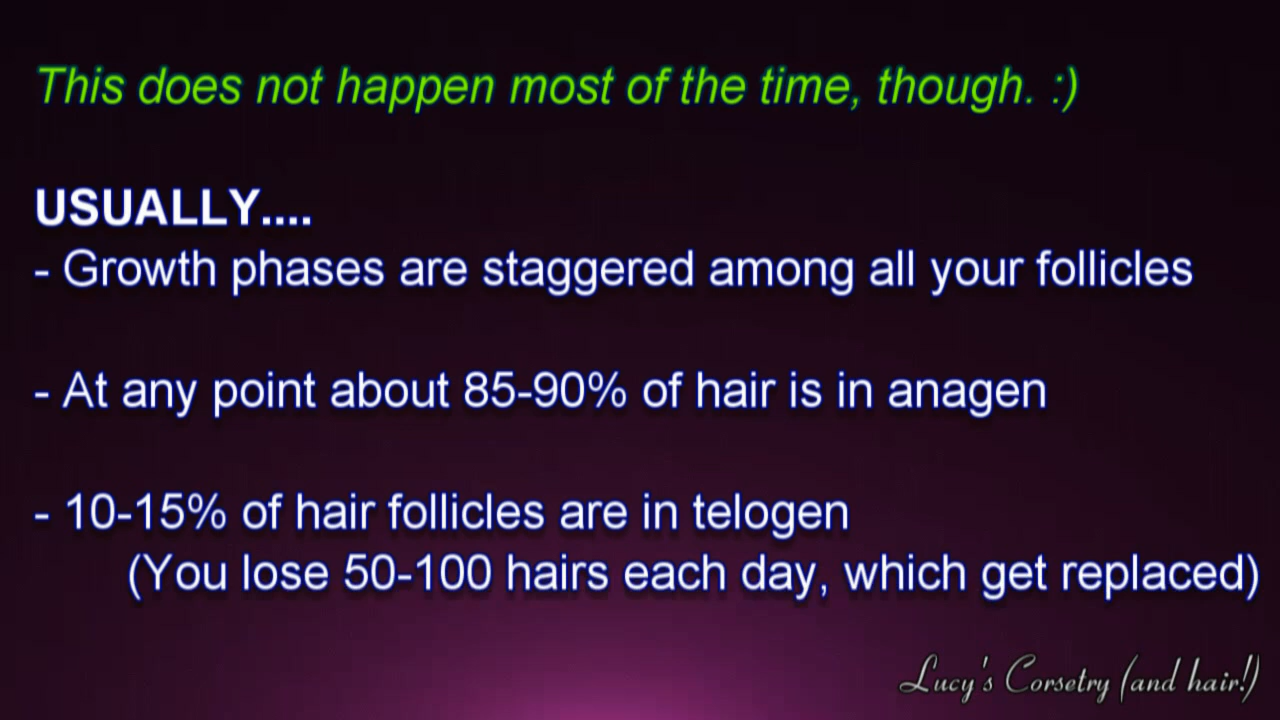 This does not happen most of the time, though. :)
USUALLY....
- Growth phases are staggered among all your follicles
- At any point about 85-90% of hair is in anagen
- 10-15% of hair follicles are in telogen
(You lose 50-100 hairs each day, which get replaced)
Lucy's Corsetry (and hair!)